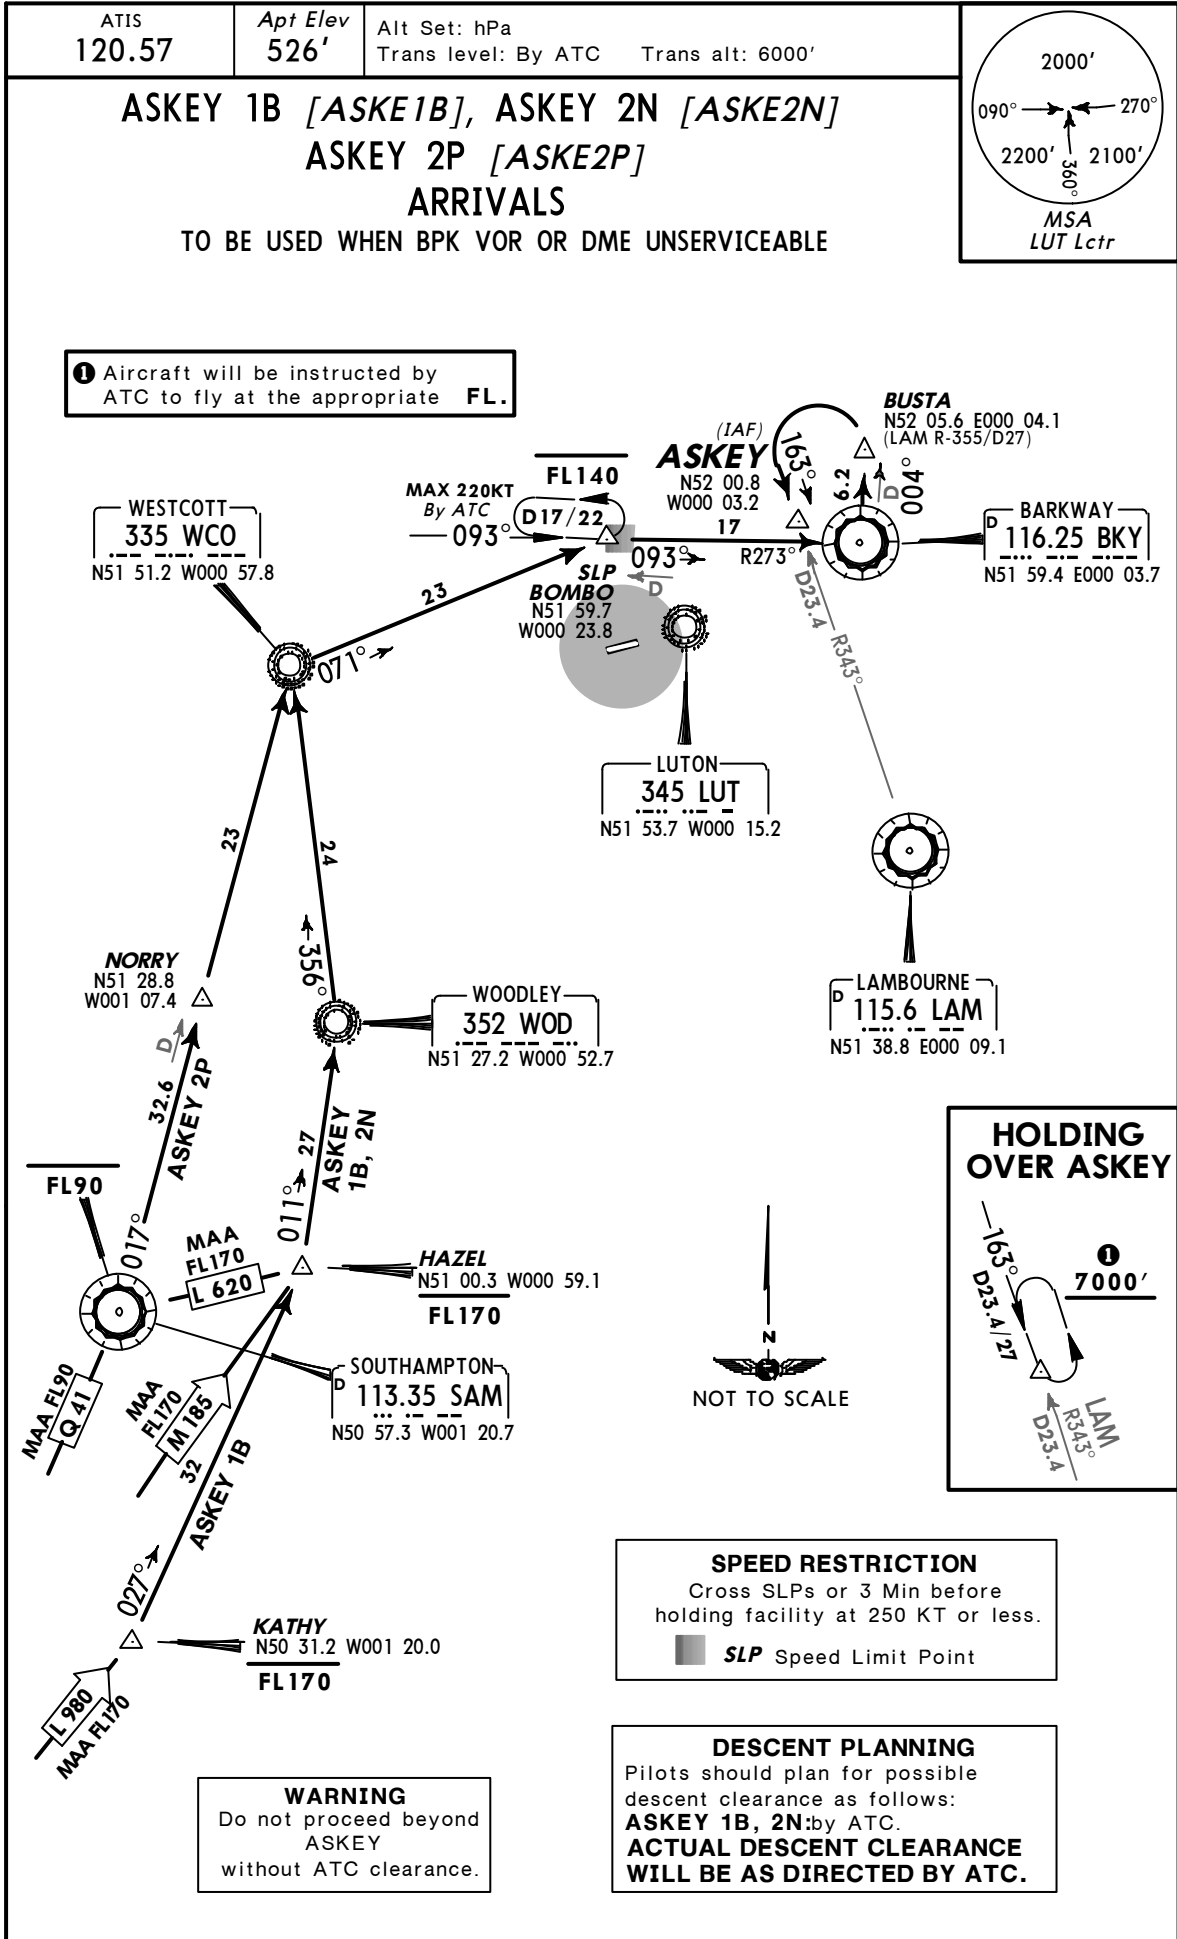 ATIS
120.57
Apt Elev
526'
Alt Set: hPa
Trans level: By ATC Trans alt: 6000'
2000'
090°
270°
2200'
2100'
360°
MSA
LUT Lctr
ASKEY 1B [ASKE1B], ASKEY 2N [ASKE2N]
ASKEY 2P [ASKE2P]
ARRIVALS
TO BE USED WHEN BPK VOR OR DME UNSERVICEABLE
1 Aircraft will be instructed by
ATC to fly at the appropriate FL.
BUSTA
N52 05.6 E000 04.1
(LAM R-355/D27)
(IAF)
ASKEY
N52 00.8
W000 03.2
163°
6.2
D
004°
FL140
MAX 220KT
By ATC
093°
D17/22
17
093°
R273°
D
SLP
BOMBO
N51 59.7
W000 23.8
WESTCOTT
335 WCO
N51 51.2 W000 57.8
BARKWAY
D 116.25 BKY
N51 59.4 E000 03.7
23
071°
D23.4 R343°
LUTON
345 LUT
N51 53.7 W000 15.2
23
24
356°
NORRY
N51 28.8
W001 07.4
WOODLEY
352 WOD
N51 27.2 W000 52.7
LAMBOURNE
D 115.6 LAM
N51 38.8 E000 09.1
D
32.6
ASKEY 2P
27
ASKEY
1B, 2N
FL90
017°
011°
MAA
FL170
L 620
HAZEL
N51 00.3 W000 59.1
FL170
HOLDING
OVER ASKEY
163°
D23.4/27
1
7000'
LAM
R343°
D23.4
N
NOT TO SCALE
SOUTHAMPTON
D 113.35 SAM
N50 57.3 W001 20.7
MAA FL90
Q 41
MAA
FL170
M 185
32
ASKEY 1B
027°
KATHY
N50 31.2 W001 20.0
FL170
L 980
MAA FL170
SPEED RESTRICTION
Cross SLPs or 3 Min before
holding facility at 250 KT or less.
SLP Speed Limit Point
DESCENT PLANNING
Pilots should plan for possible
descent clearance as follows:
ASKEY 1B, 2N:by ATC.
ACTUAL DESCENT CLEARANCE
WILL BE AS DIRECTED BY ATC.
WARNING
Do not proceed beyond
ASKEY
without ATC clearance.